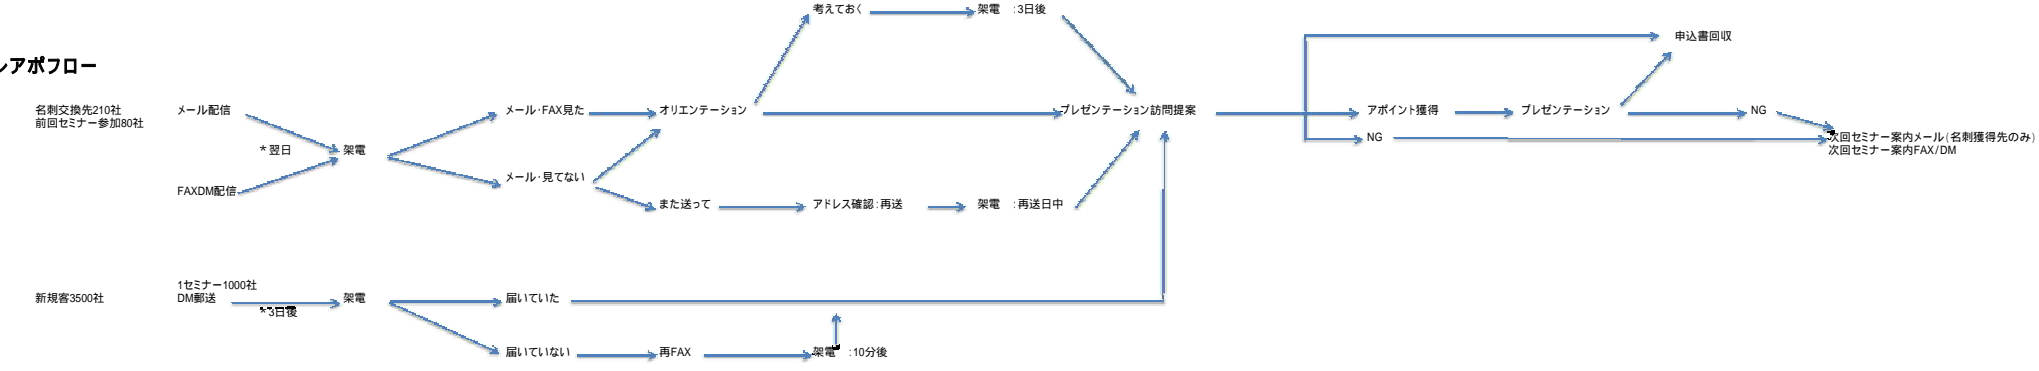 レアポフロー
考えておく
架電　:3日後
申込書回収
名刺交換先210社
前回セミナー参加80社
メール配信
メール・FAX見た
オリエンテーション
プレゼンテーション訪問提案
アポイント獲得
プレゼンテーション
NG
*翌日
架電
NG
次回セミナー案内メール(名刺獲得先のみ)
次回セミナー案内FAX/DM
FAXDM配信
メール・見てない
また送って
アドレス確認:再送
架電　:再送日中
新規客3500社
1セミナー1000社
DM郵送
*3日後
架電
届いていた
届いていない
再FAX
架電　:10分後